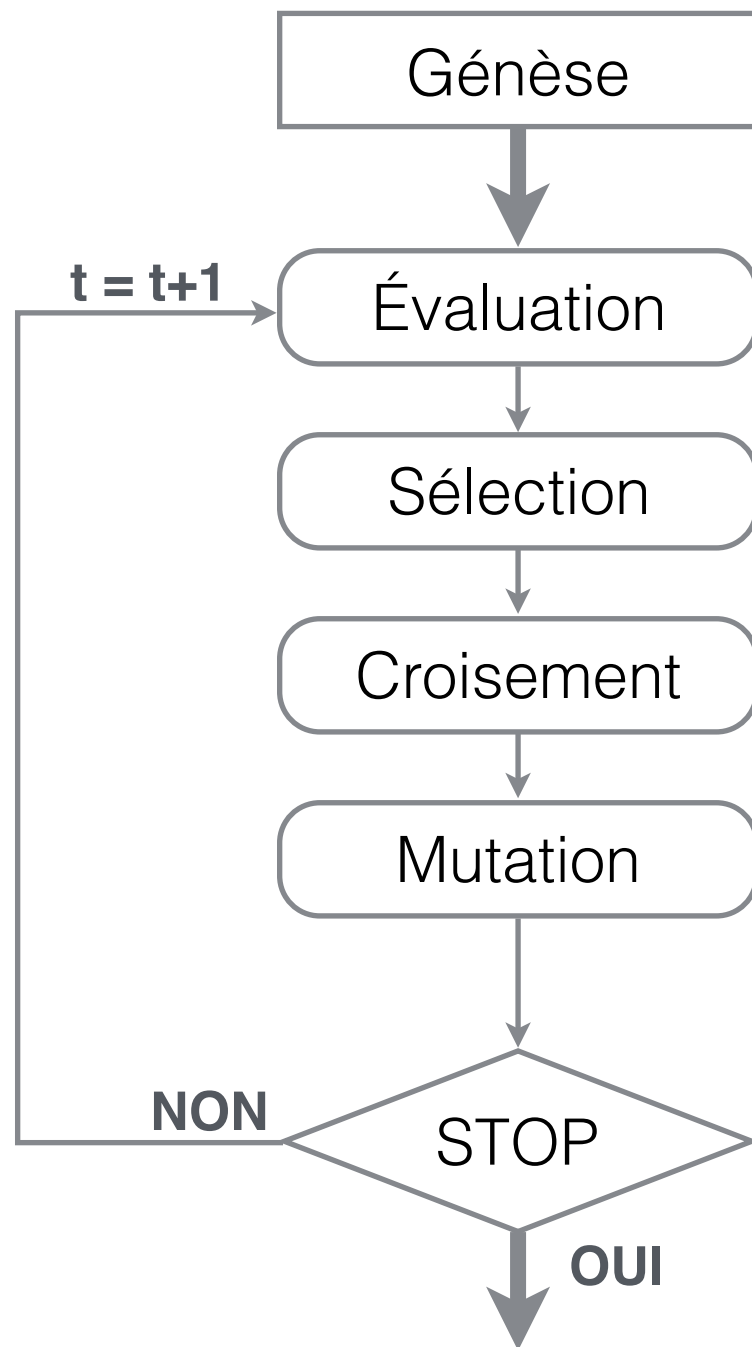 Génèse
t = t+1
Évaluation
Sélection
Croisement
Mutation
NON
STOP
OUI